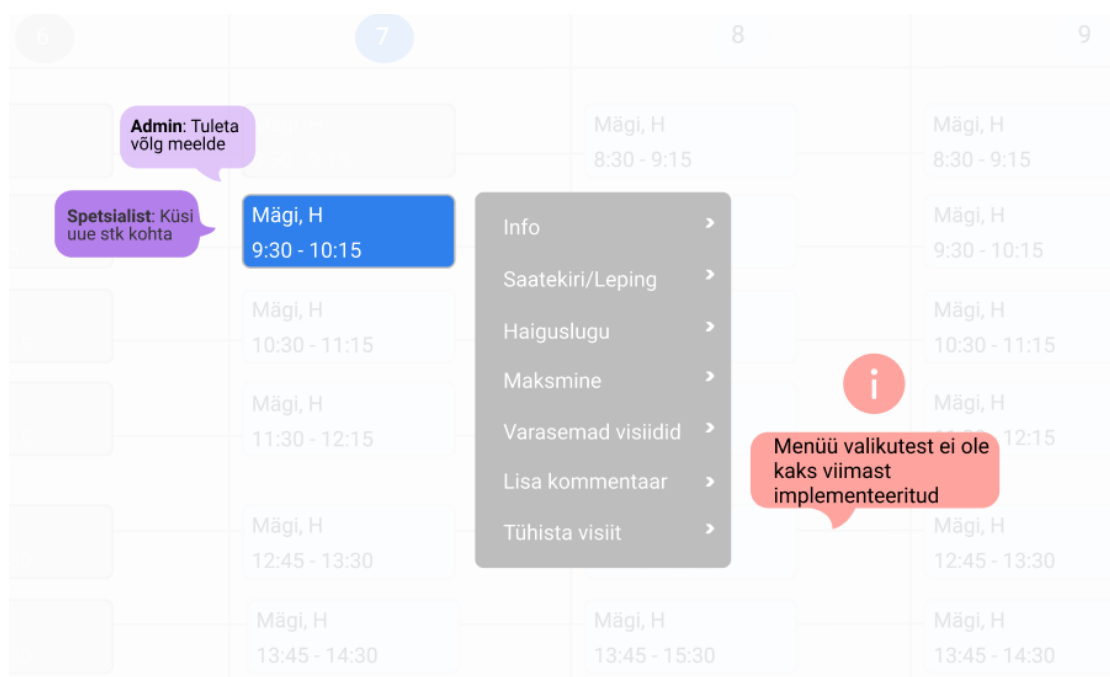 6
7
8
9
Admin: Tuleta
võlg meelde
Mägi, H
8:30 - 9:15
Mägi, H
8:30 - 9:15
Spetsialist: Küsi
uue stk kohta
Mägi, H
9:30 - 10:15
Mägi, H
9:30 - 10:15
Info
Saatekiri/Leping
Haiguslugu
Maksmine
Varasemad visiidid
Lisa kommentaar
Tühista visiit
Mägi, H
10:30 - 11:15
Mägi, H
10:30 - 11:15
i
Mägi, H
11:30 - 12:15
Mägi, H
12:15
Menüü valikutest ei ole
kaks viimast
implementeeritud
Mägi, H
12:45 - 13:30
Mägi, H
12:45 - 13:30
Mägi, H
13:45 - 14:30
Mägi, H
13:45 - 15:30
Mägi, H
13:45 - 14:30